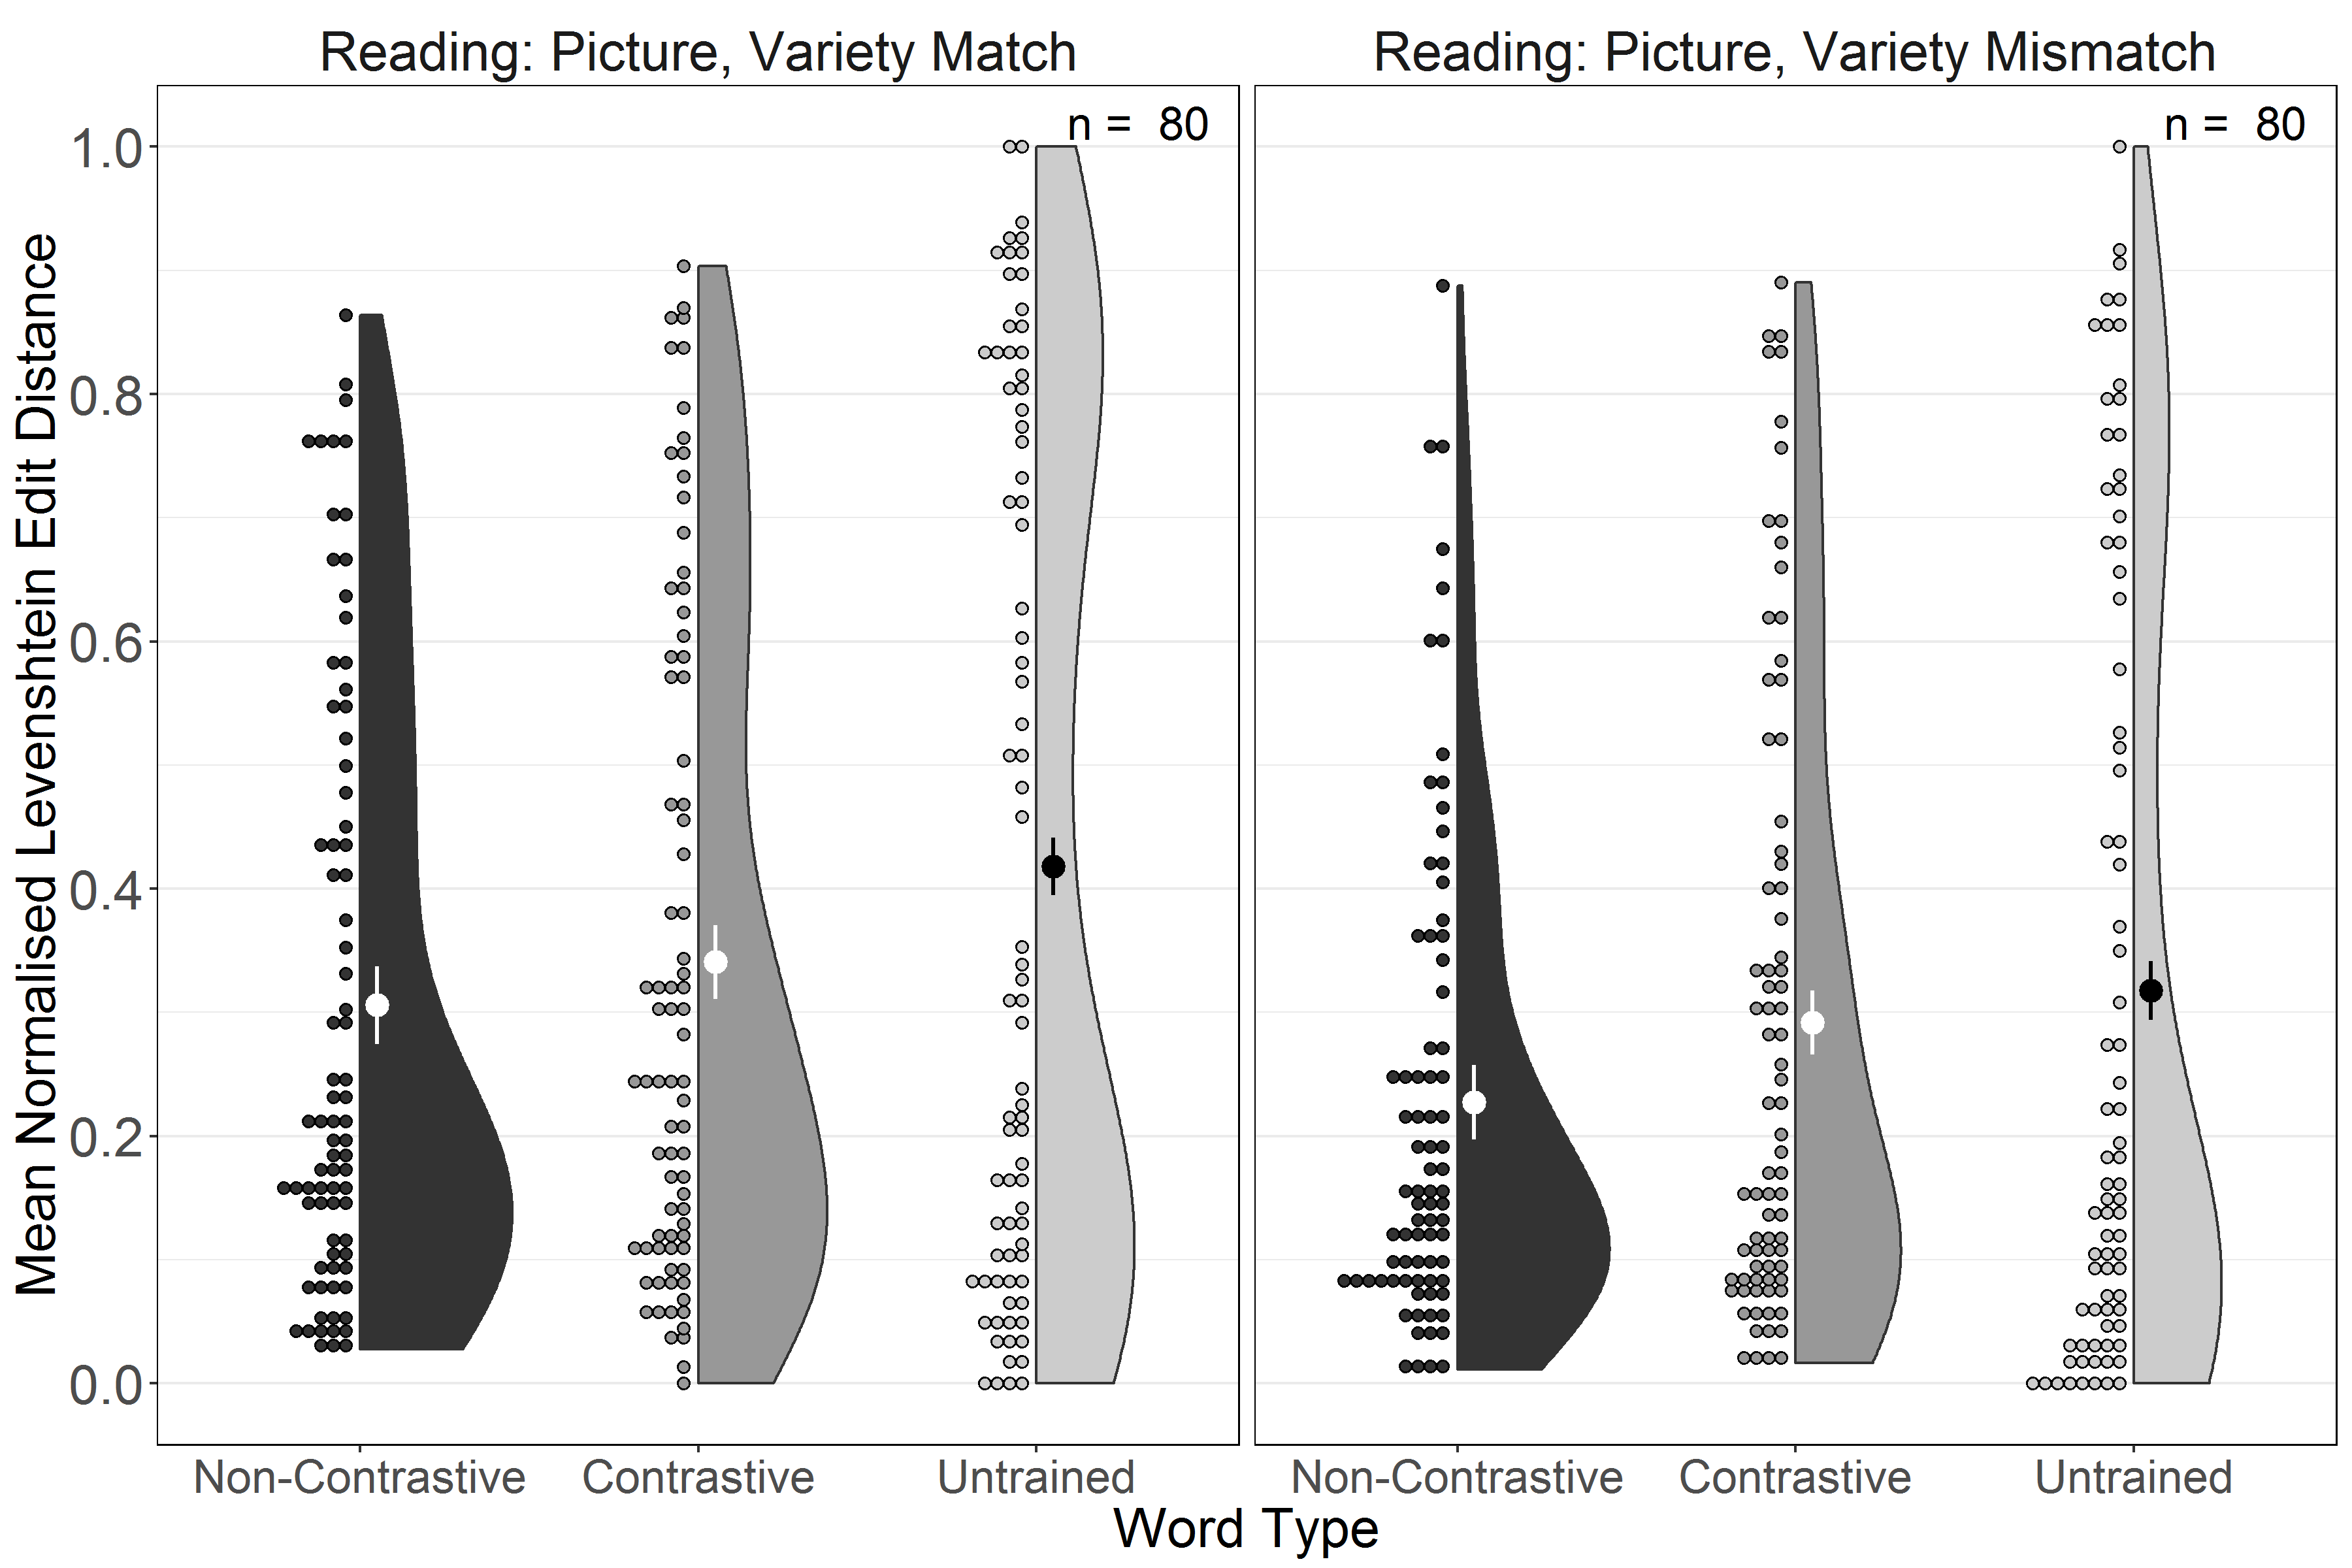 Reading: Picture, Variety Match
Reading: Picture, Variety Mismatch
n =  80
n =  80
Mean Normalised Levenshtein Edit Distance
1.0
0.8
0.6
0.4
0.2
0.0
Non-Contrastive
Contrastive
Untrained
Non-Contrastive
Contrastive
Untrained
Word Type